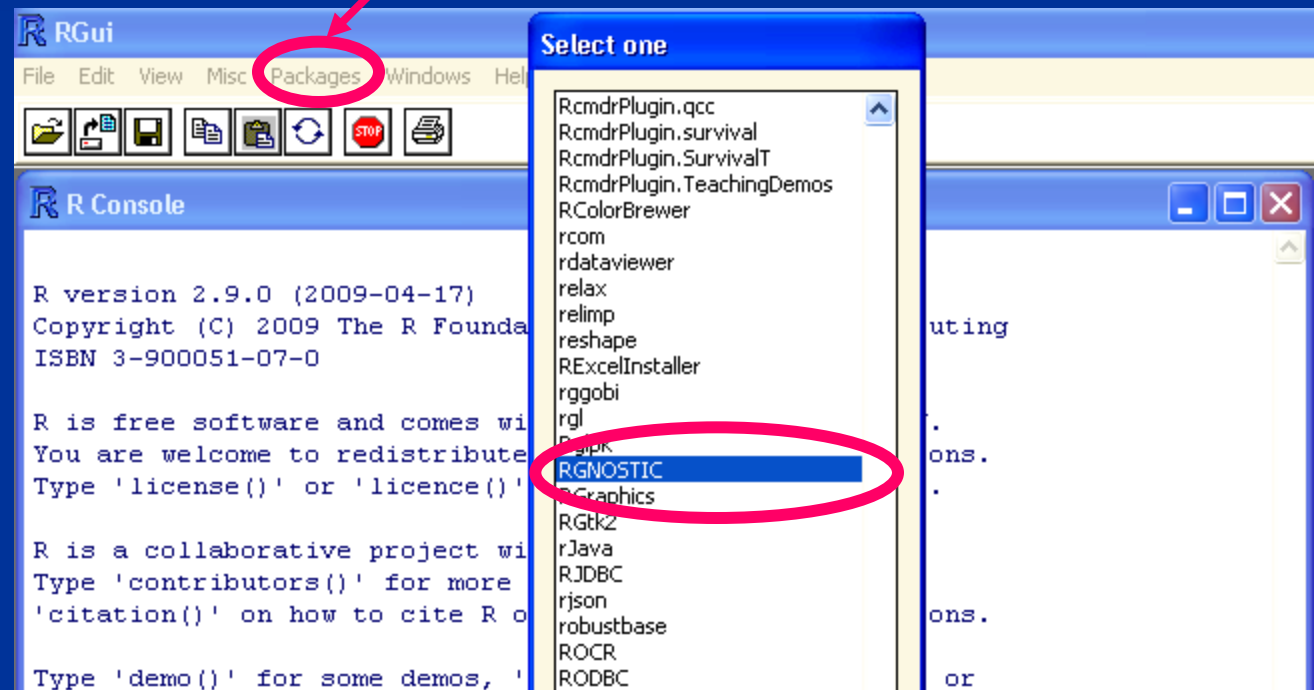 RGui
File Edit View Misc Packages Windows Hel
STOP
R Console
R version 2.9.0 (2009-04-17)
Copyright (C) 2009 The R Founda
uting
ISBN 3-900051-07-0
R is free software and comes wi
.
You are welcome to redistribute
ons.
Type 'license()' or 'licence()'
.
R is a collaborative project wi
Type 'contributors()' for more
'citation()' on how to cite R o
ons.
Type 'demo()' for some demos, '
or
Select one
RcmdrPlugin.qcc
RcmdrPlugin.survival
RcmdrPlugin.SurvivalT
RcmdrPlugin.TeachingDemos
RColorBrewer
rcom
rdataviewer
relax
relimp
reshape
RExcelInstaller
rggobi
rgl
Rglpk
RGNOSTIC
RGraphics
RGtk2
rJava
RJDBC
rjson
robustbase
ROCR
RODBC